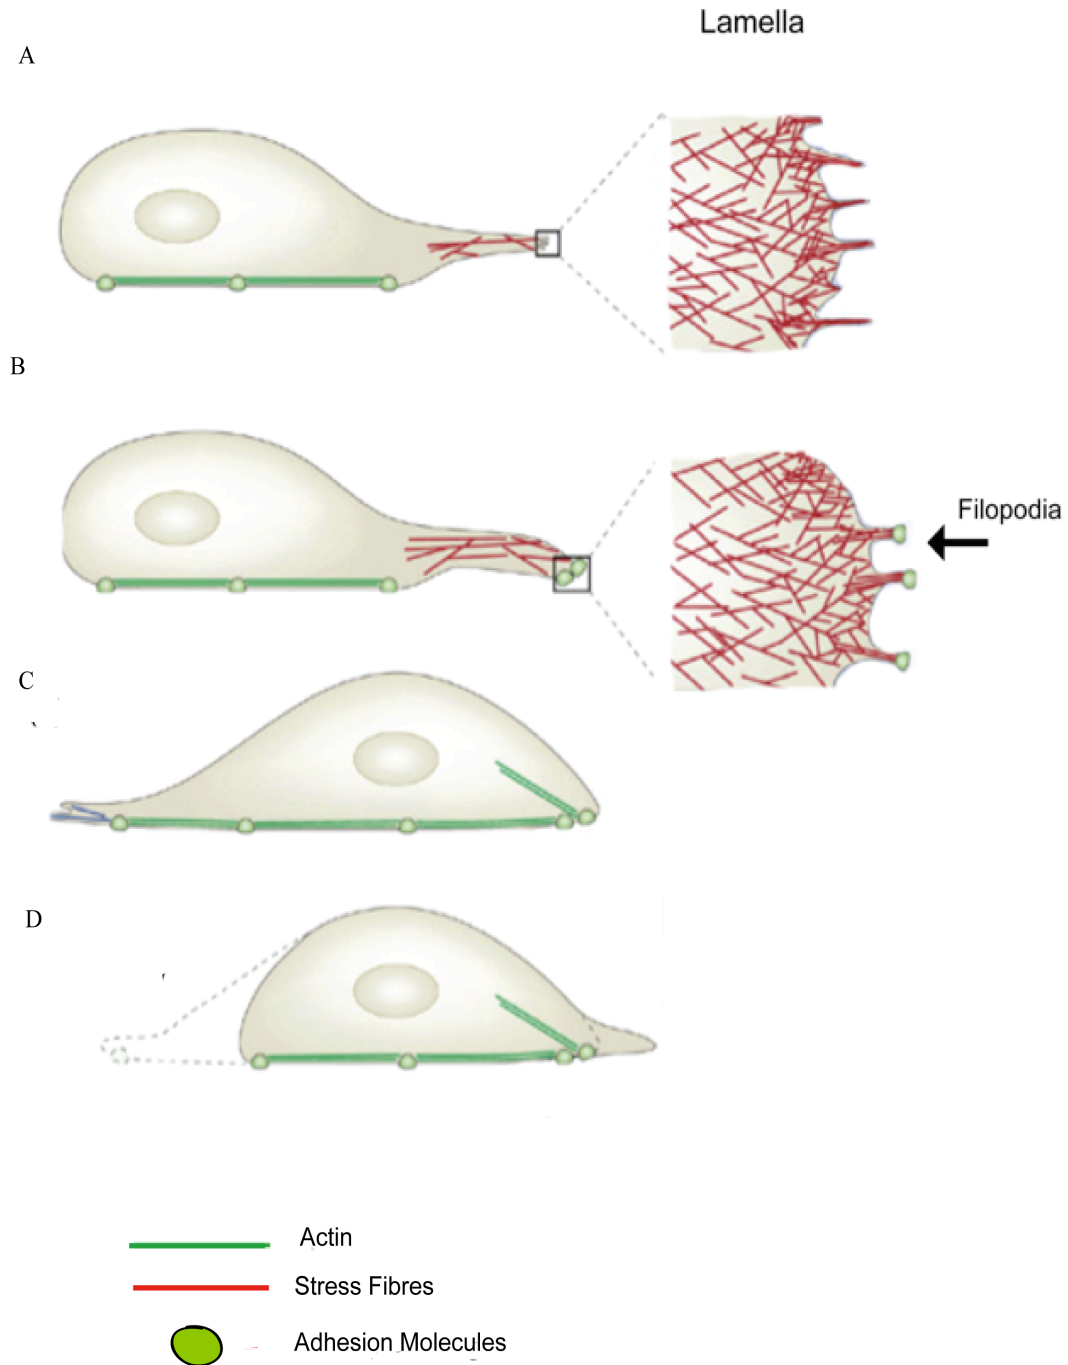 Lamella
A
B
Filopodia
C
D
Actin
Stress Fibres
Adhesion Molecules